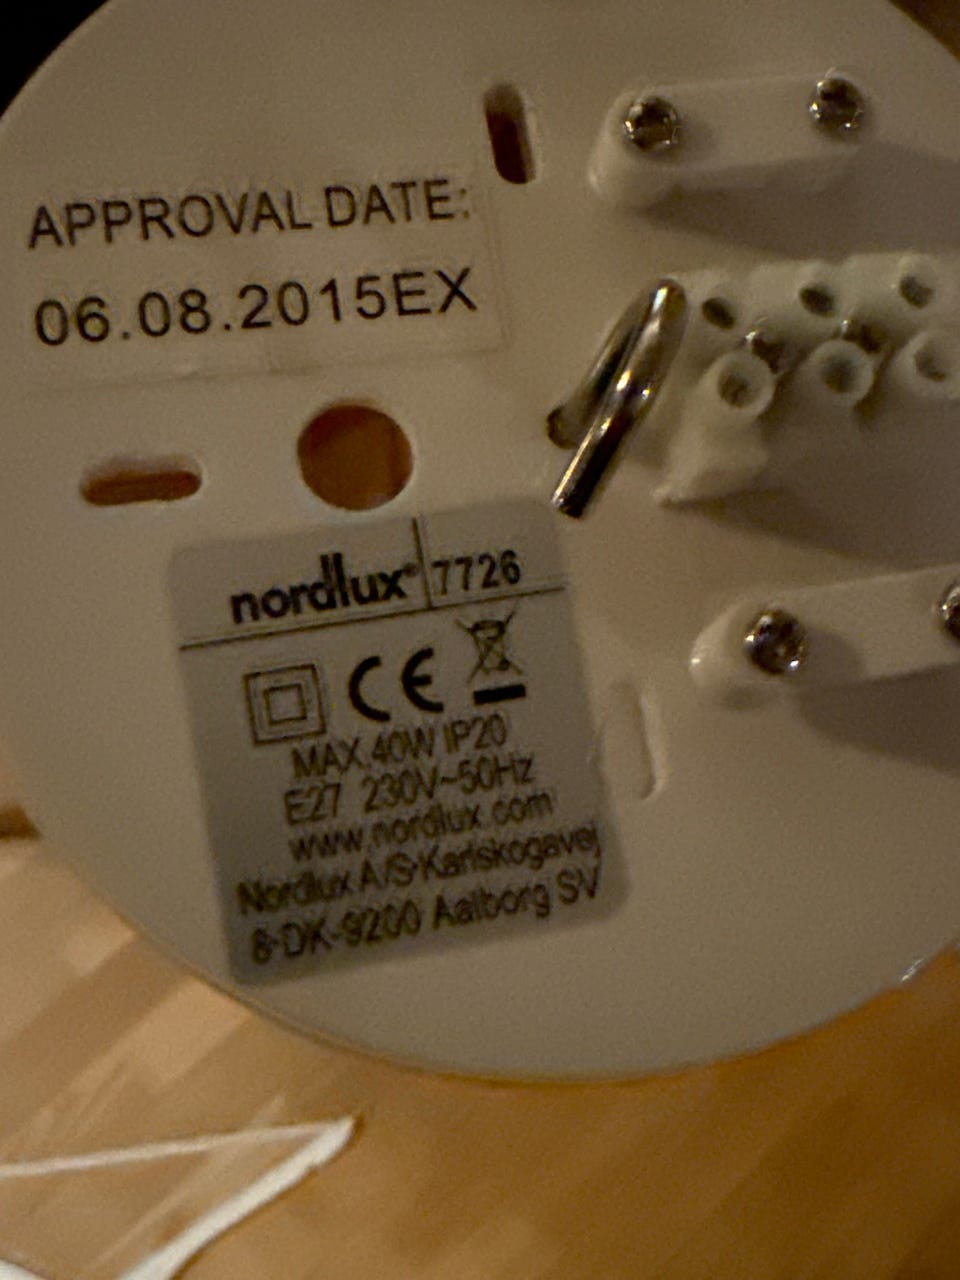 APPROVAL DATE:
06.08.2015EX
nordlux® 7726
CE
MAX.40W IP20
E27 230V~50Hz
www.nordlux.com
Nordlux A/S·Karlskogavej
8·DK-9200 Aalborg SV